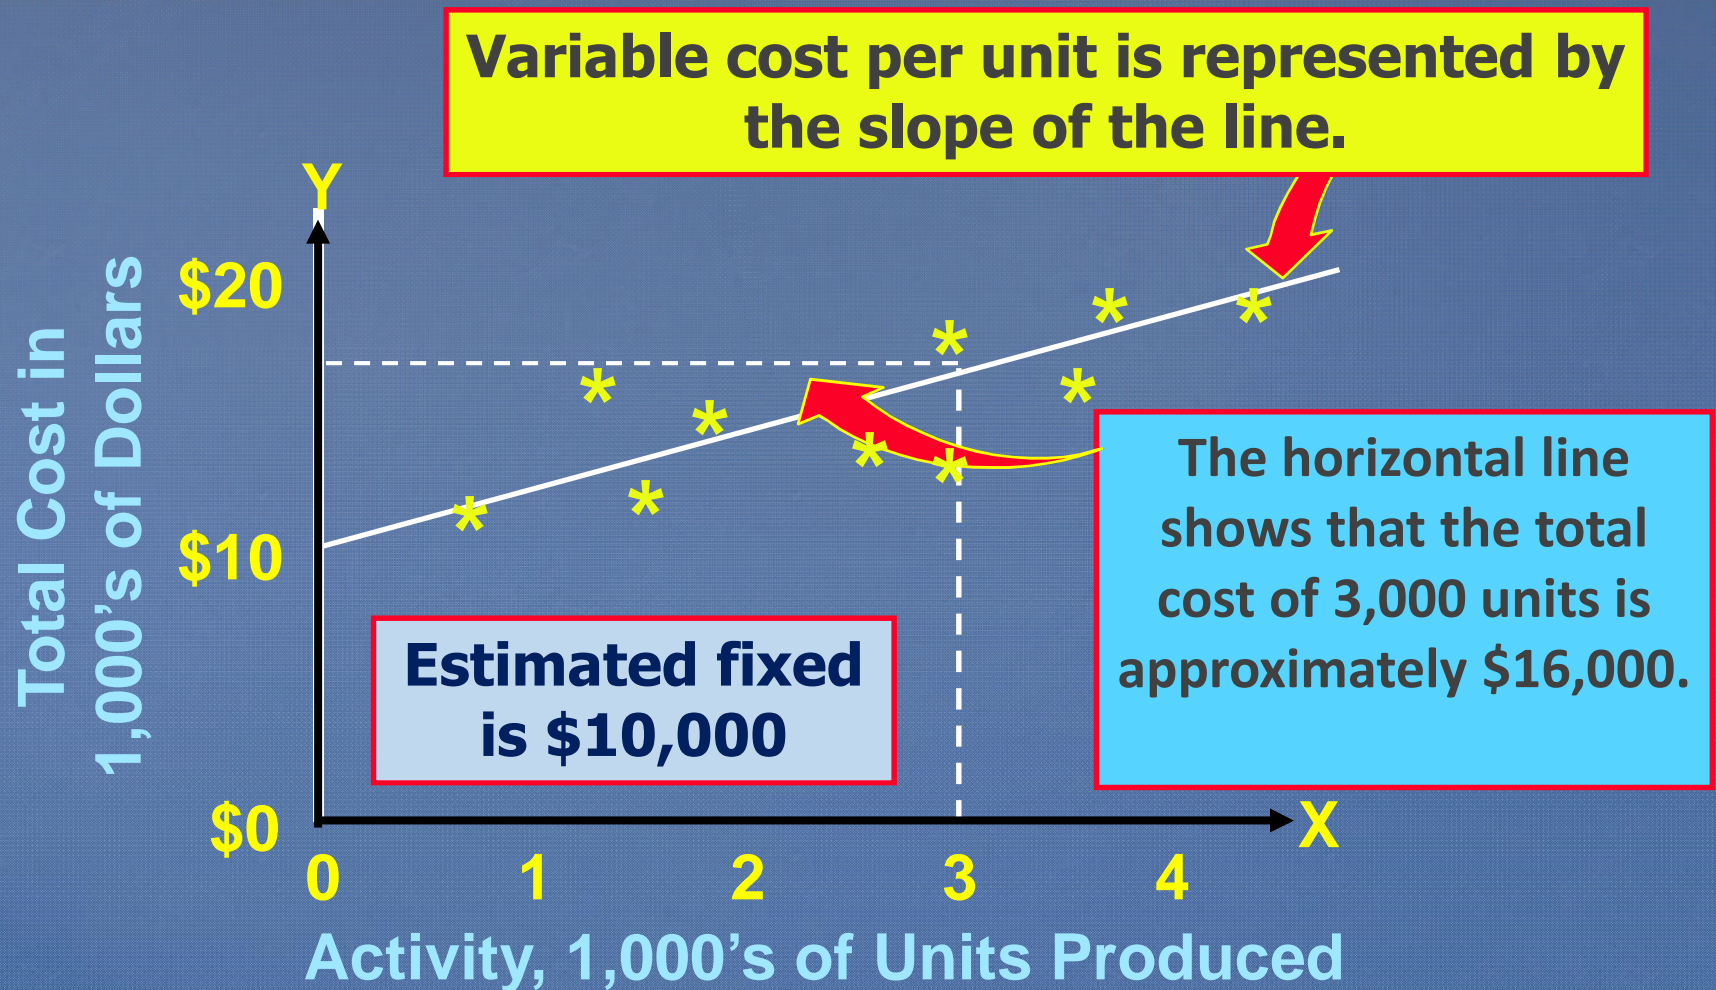 Variable cost per unit is represented by
the slope of the line.
Y
Total Cost in
1,000’s of Dollars
$20
$10
$0
Estimated fixed
is $10,000
The horizontal line
shows that the total
cost of 3,000 units is
approximately $16,000.
X
0 1 2 3 4
Activity, 1,000’s of Units Produced